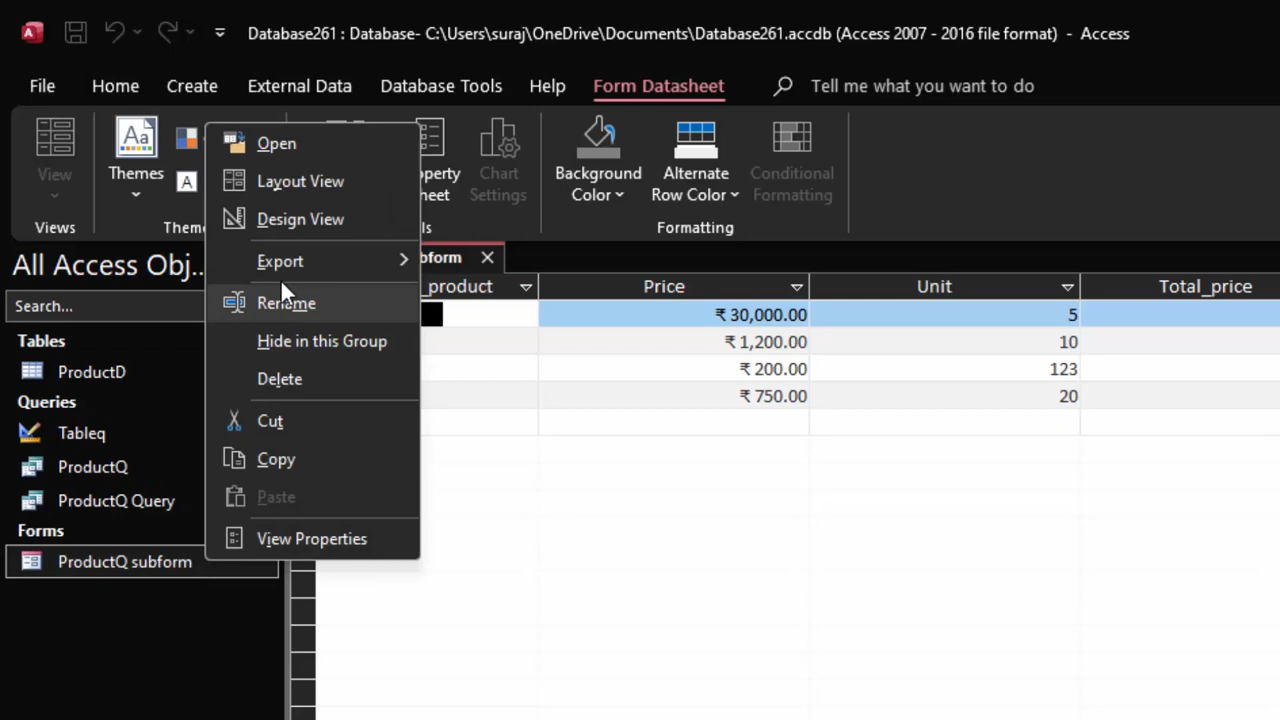 Database261 : Database- C:\Users\suraj\OneDrive\Documents\Database261.accdb (Access 2007 - 2016 file format) - Access
File Home Create External Data Database Tools Help Form Datasheet Tell me what you want to do
View
Views
Aa
Themes
A
Them
operty
heet
Chart
Settings
ls
Background
Color
Alternate
Row Color
Conditional
Formatting
Formatting
Open
Layout View
Design View
Export
Rename
Hide in this Group
Delete
Cut
Copy
Paste
View Properties
All Access Obj...
Search...
Tables
ProductD
Queries
Tableq
ProductQ
ProductQ Query
Forms
ProductQ subform
bform
_product Price Unit Total_price
₹ 30,000.00 5
₹ 1,200.00 10
₹ 200.00 123
₹ 750.00 20